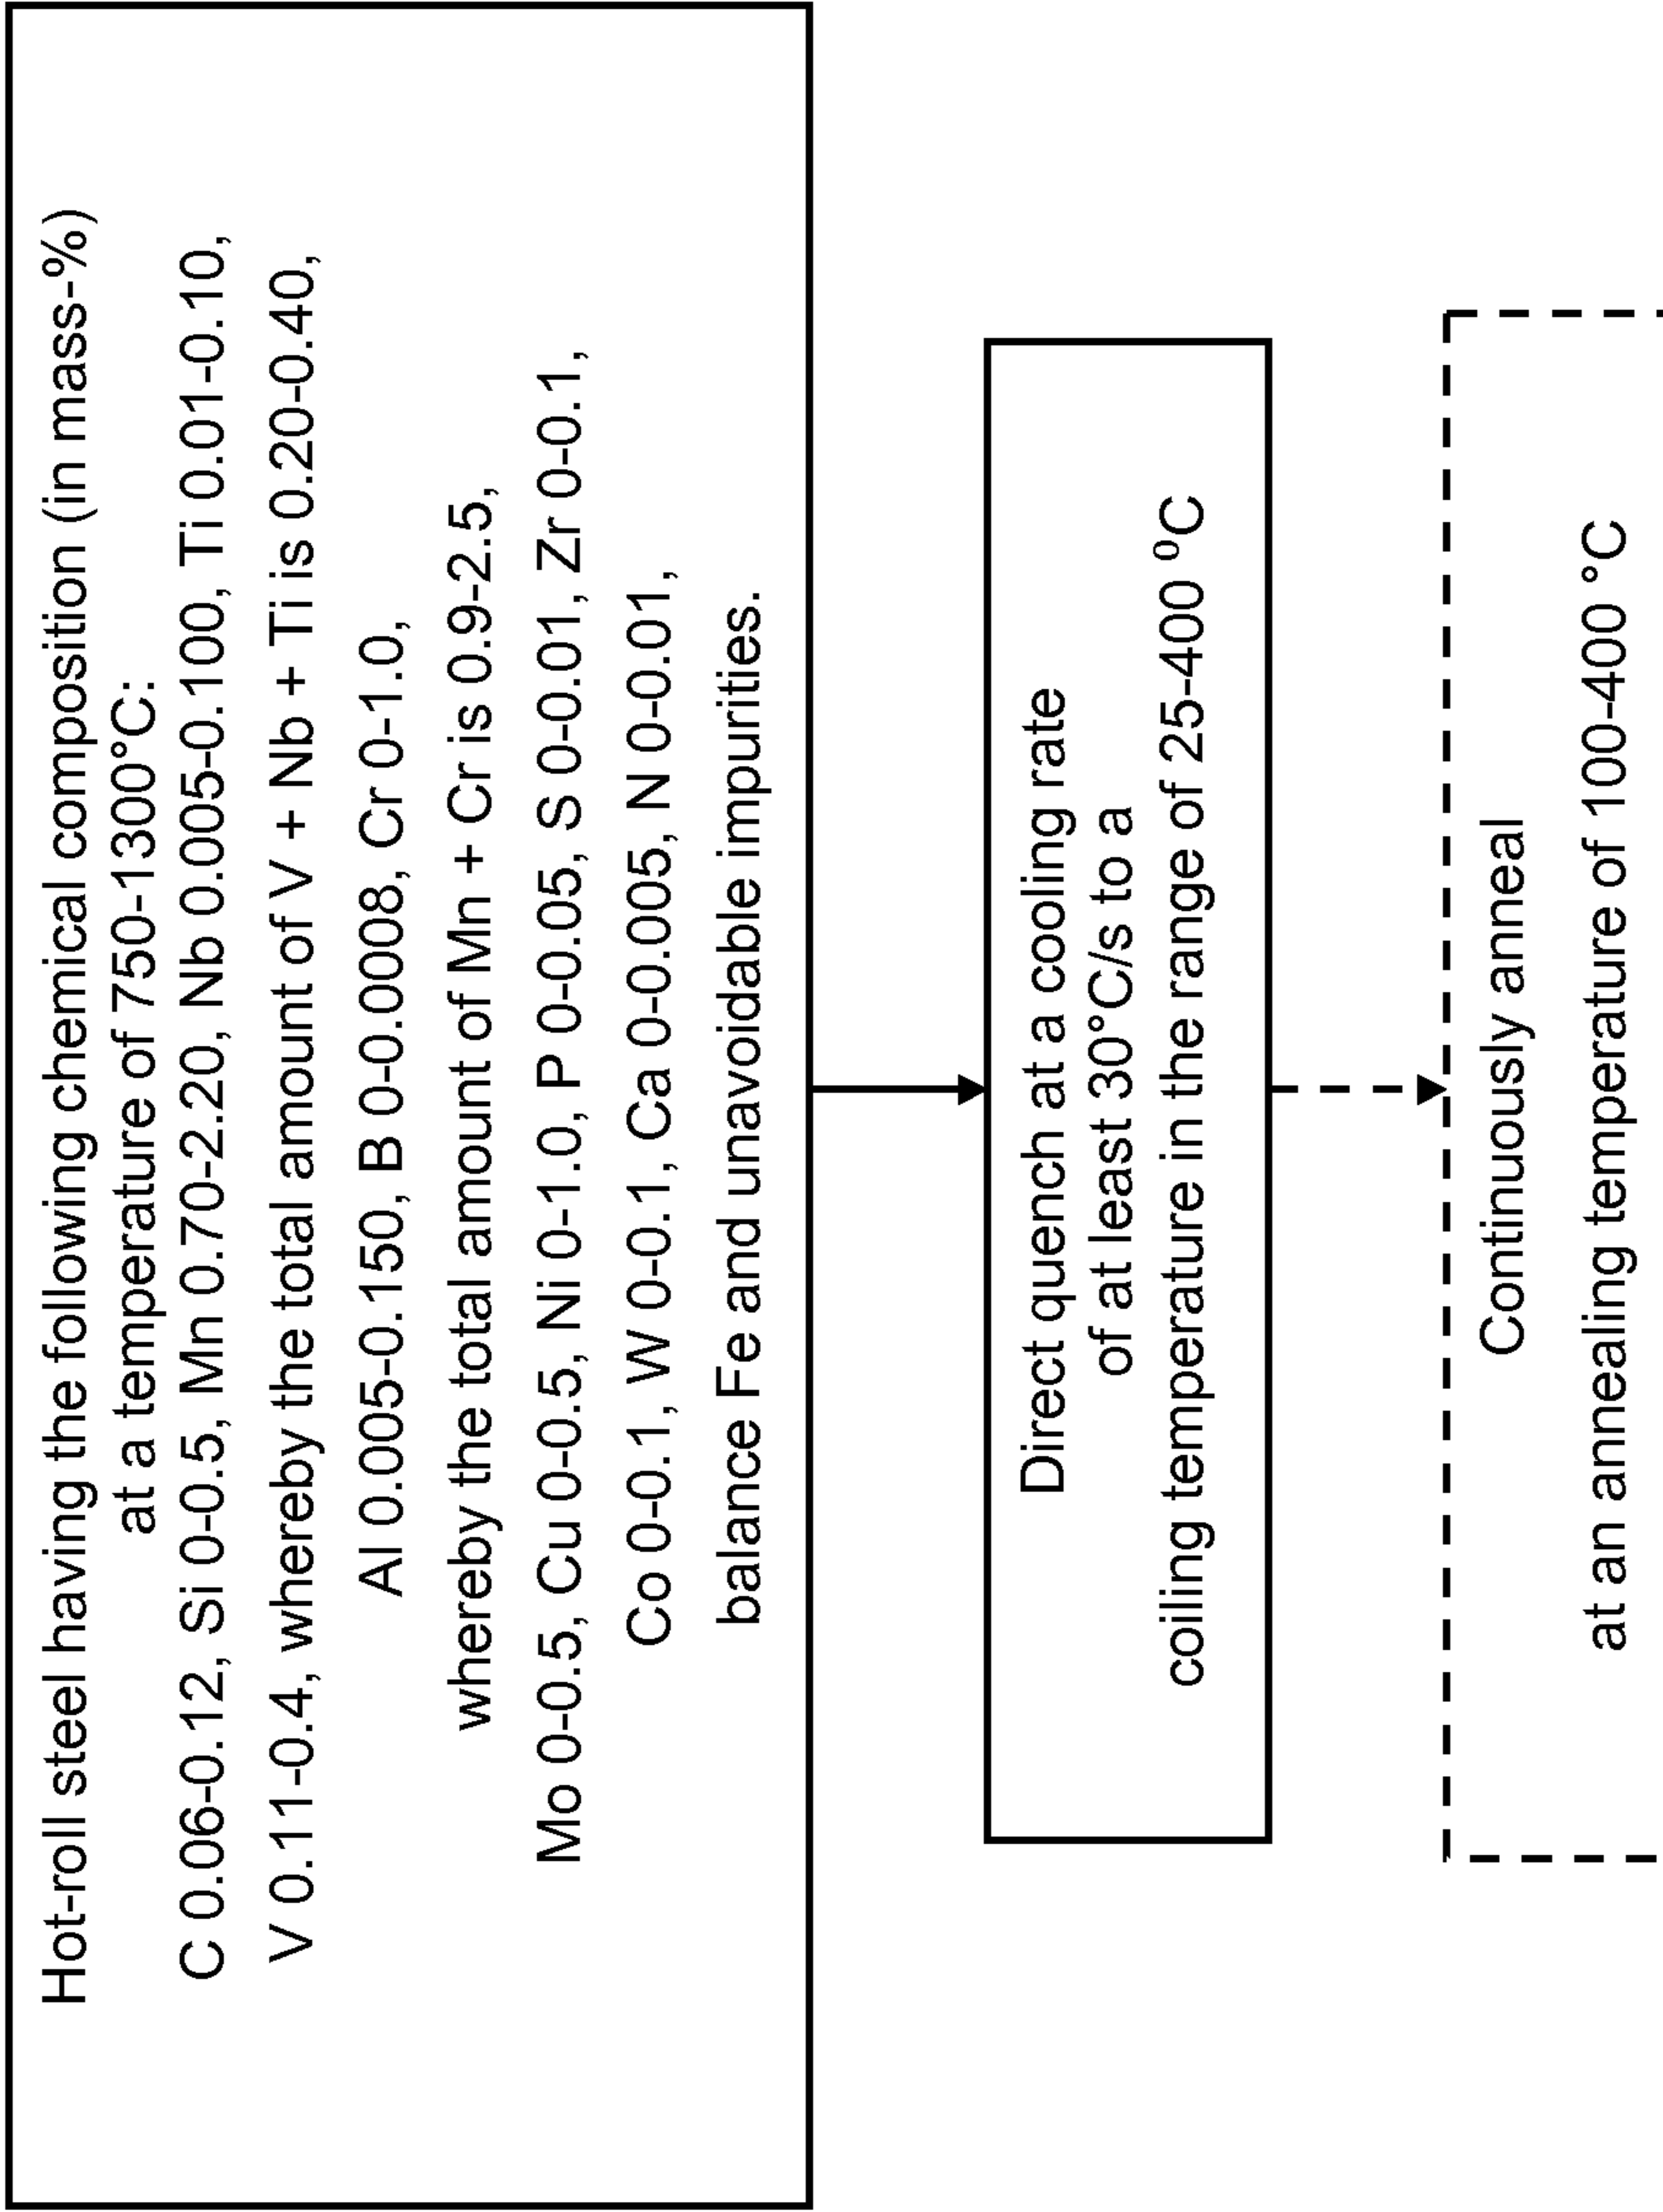 Hot-roll steel having the following chemical composition (in mass-%)
at a temperature of 750-1300°C:
C 0.06-0.12, Si 0-0.5, Mn 0.70-2.20, Nb 0.005-0.100, Ti 0.01-0.10,
V 0.11-0.4, whereby the total amount of V + Nb + Ti is 0.20-0.40,
Al 0.005-0.150, B 0-0.0008, Cr 0-1.0,
whereby the total amount of Mn + Cr is 0.9-2.5,
Mo 0-0.5, Cu 0-0.5, Ni 0-1.0, P 0-0.05, S 0-0.01, Zr 0-0.1,
Co 0-0.1, W 0-0.1, Ca 0-0.005, N 0-0.01,
balance Fe and unavoidable impurities.
Direct quench at a cooling rate
of at least 30°C/s to a
coiling temperature in the range of 25-400 ⁰C
Continuously anneal
at an annealing temperature of 100-400 °C